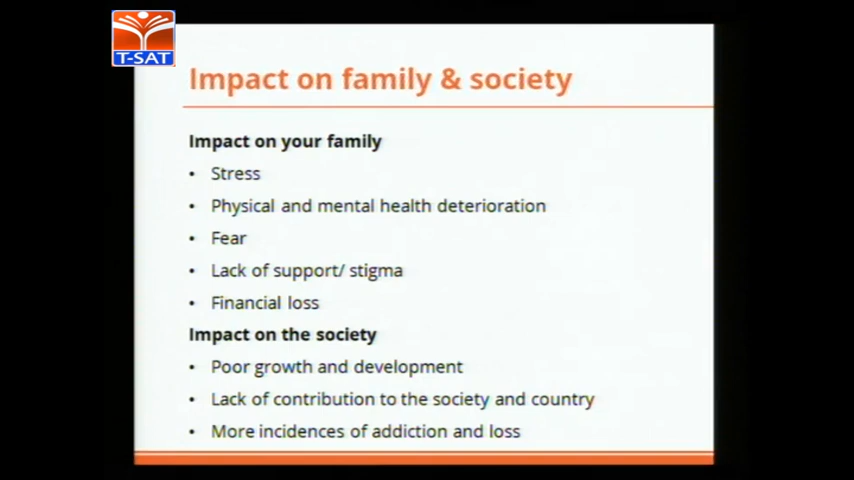 T-SAT
Impact on family & society
Impact on your family
• Stress
• Physical and mental health deterioration
• Fear
• Lack of support/ stigma
• Financial loss
Impact on the society
• Poor growth and development
• Lack of contribution to the society and country
• More incidences of addiction and loss